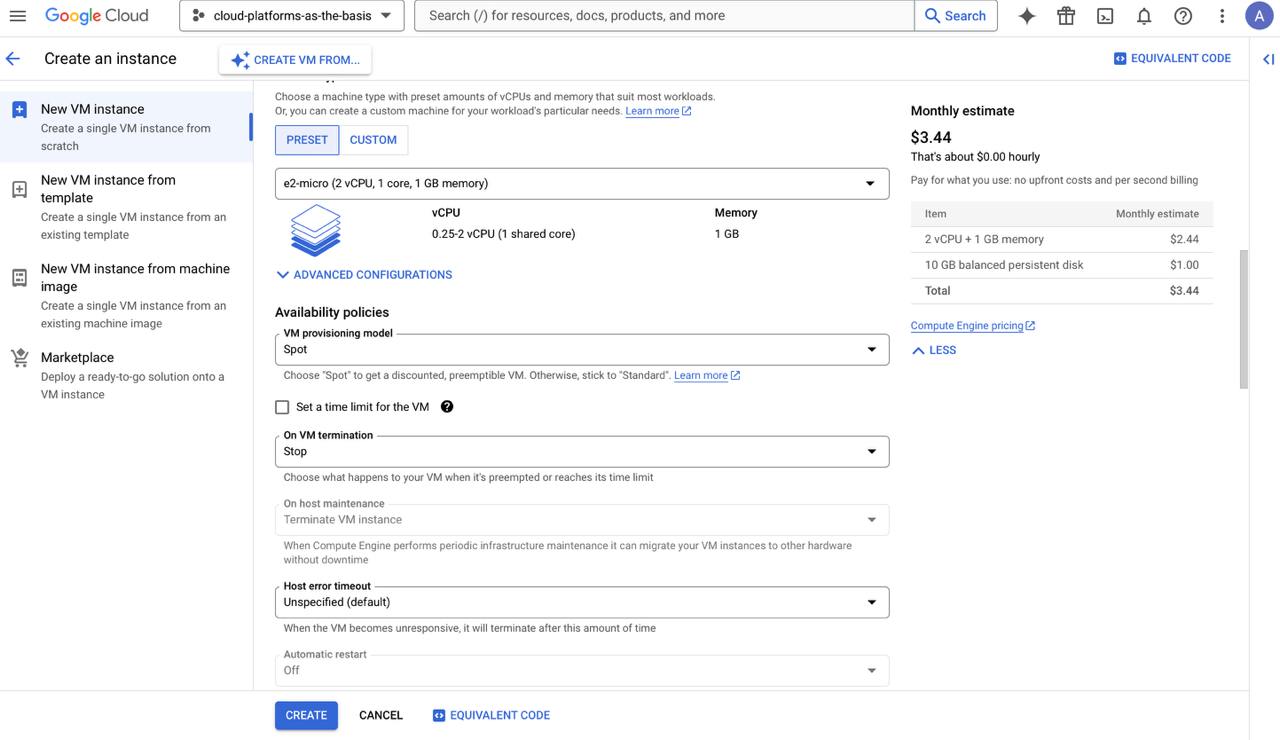 Google Cloud
cloud-platforms-as-the-basis
Search (/) for resources, docs, products, and more
Search
A
Create an instance
CREATE VM FROM...
EQUIVALENT CODE
New VM instance
Create a single VM instance from
scratch
New VM instance from
template
Create a single VM instance from an
existing template
New VM instance from machine
image
Create a single VM instance from an
existing machine image
Marketplace
Deploy a ready-to-go solution onto a
VM instance
Choose a machine type with preset amounts of vCPUs and memory that suit most workloads.
Or, you can create a custom machine for your workload's particular needs. Learn more
PRESET
CUSTOM
e2-micro (2 vCPU, 1 core, 1 GB memory)
vCPU
Memory
0.25-2 vCPU (1 shared core)
1 GB
ADVANCED CONFIGURATIONS
Availability policies
VM provisioning model
Spot
Choose "Spot" to get a discounted, preemptible VM. Otherwise, stick to "Standard". Learn more
Set a time limit for the VM
On VM termination
Stop
Choose what happens to your VM when it's preempted or reaches its time limit
On host maintenance
Terminate VM instance
When Compute Engine performs periodic infrastructure maintenance it can migrate your VM instances to other hardware
without downtime
Host error timeout
Unspecified (default)
When the VM becomes unresponsive, it will terminate after this amount of time
Automatic restart
Off
Monthly estimate
$3.44
That's about $0.00 hourly
Pay for what you use: no upfront costs and per second billing
Item Monthly estimate
2 vCPU + 1 GB memory $2.44
10 GB balanced persistent disk $1.00
Total $3.44
Compute Engine pricing
LESS
CREATE
CANCEL
EQUIVALENT CODE